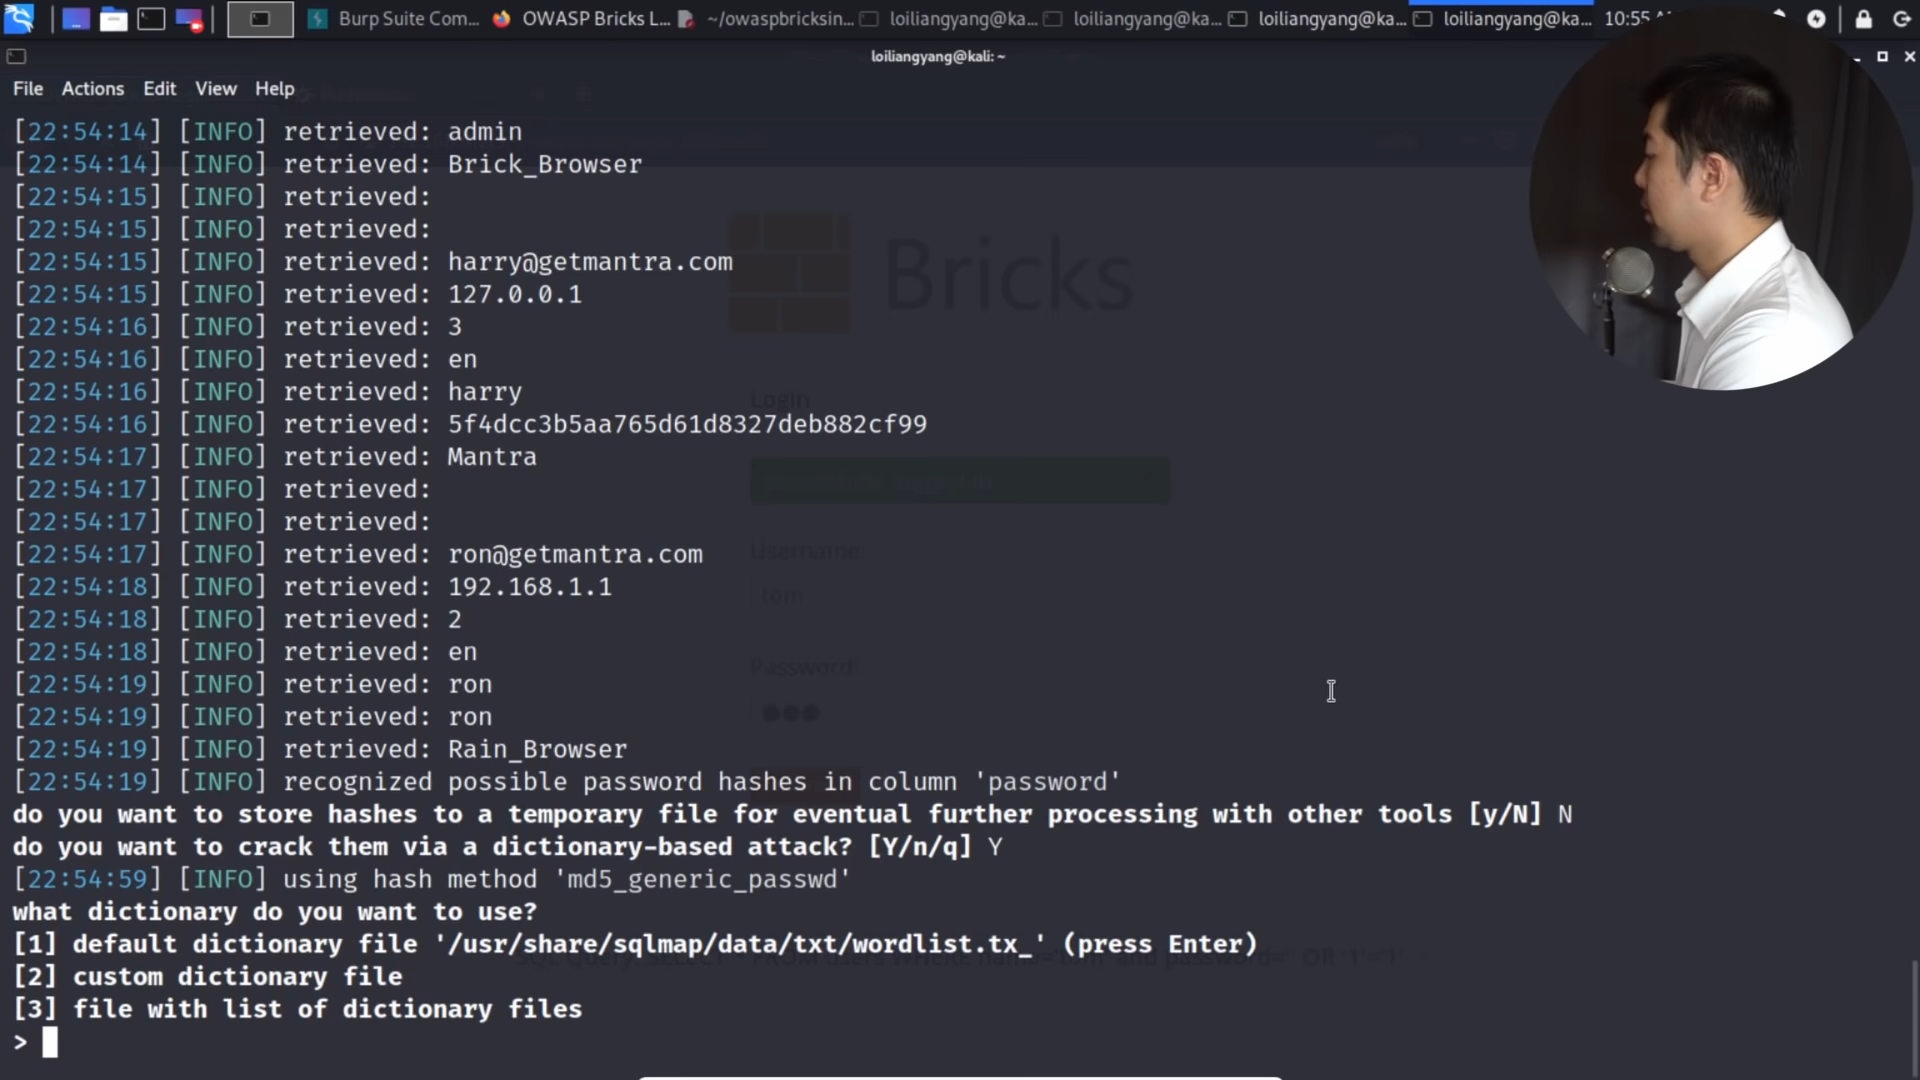 Burp Suite Com...
OWASP Bricks L...
~/owaspbricksin...
loiliangyang@ka...
loiliangyang@ka...
loiliangyang@ka...
loiliangyang@ka...
10:55
loiliangyang@kali: ~
File Actions Edit View Help
[22:54:14] [INFO] retrieved: admin
[22:54:14] [INFO] retrieved: Brick_Browser
[22:54:15] [INFO] retrieved:
[22:54:15] [INFO] retrieved:
[22:54:15] [INFO] retrieved: harry@getmantra.com
[22:54:15] [INFO] retrieved: 127.0.0.1
[22:54:16] [INFO] retrieved: 3
[22:54:16] [INFO] retrieved: en
[22:54:16] [INFO] retrieved: harry
[22:54:16] [INFO] retrieved: 5f4dcc3b5aa765d61d8327deb882cf99
[22:54:17] [INFO] retrieved: Mantra
[22:54:17] [INFO] retrieved:
[22:54:17] [INFO] retrieved:
[22:54:17] [INFO] retrieved: ron@getmantra.com
[22:54:18] [INFO] retrieved: 192.168.1.1
[22:54:18] [INFO] retrieved: 2
[22:54:18] [INFO] retrieved: en
[22:54:19] [INFO] retrieved: ron
[22:54:19] [INFO] retrieved: ron
[22:54:19] [INFO] retrieved: Rain_Browser
[22:54:19] [INFO] recognized possible password hashes in column 'password'
do you want to store hashes to a temporary file for eventual further processing with other tools [y/N] N
do you want to crack them via a dictionary-based attack? [Y/n/q] Y
[22:54:59] [INFO] using hash method 'md5_generic_passwd'
what dictionary do you want to use?
[1] default dictionary file '/usr/share/sqlmap/data/txt/wordlist.tx_' (press Enter)
[2] custom dictionary file
[3] file with list of dictionary files
>
Bricks
Login
Username:
tom
Password: